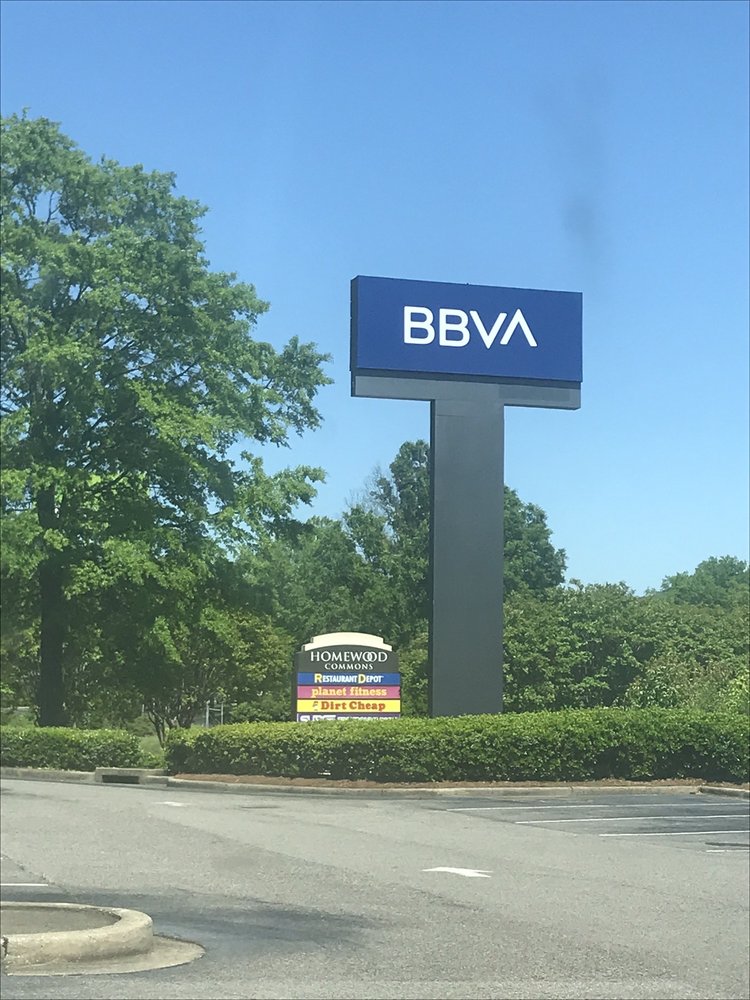 BBVA
HOMEWOOD
COMMONS
RESTAURANT DEPOT
planet fitness
Dirt Cheap